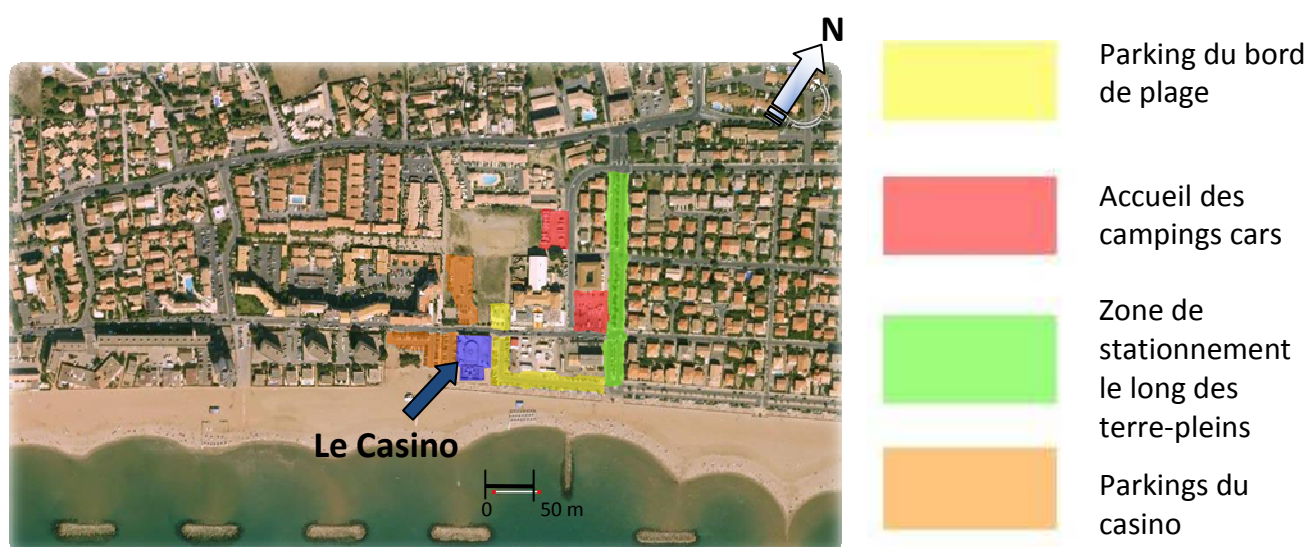 N
Le Casino
0 50 m
Parking du bord
de plage
Accueil des
campings cars
Zone de
stationnement
le long des
terre-pleins
Parkings du
casino